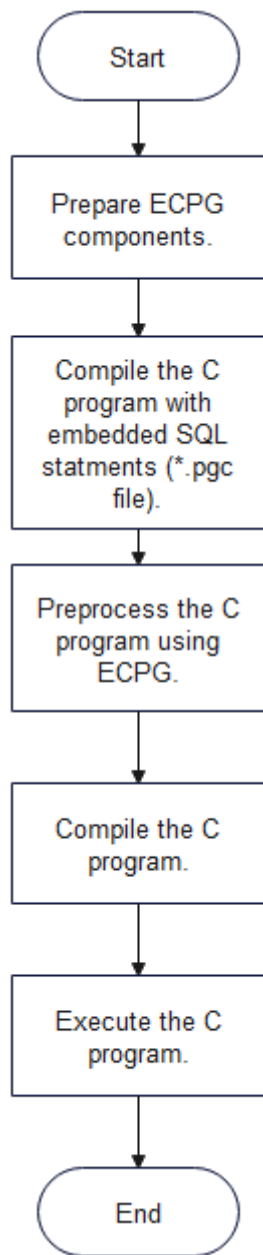 Start
Prepare ECPG
components.
Compile the C
program with
embedded SQL
statments (*.pgc
file).
Preprocess the C
program using
ECPG.
Compile the C
program.
Execute the C
program.
End